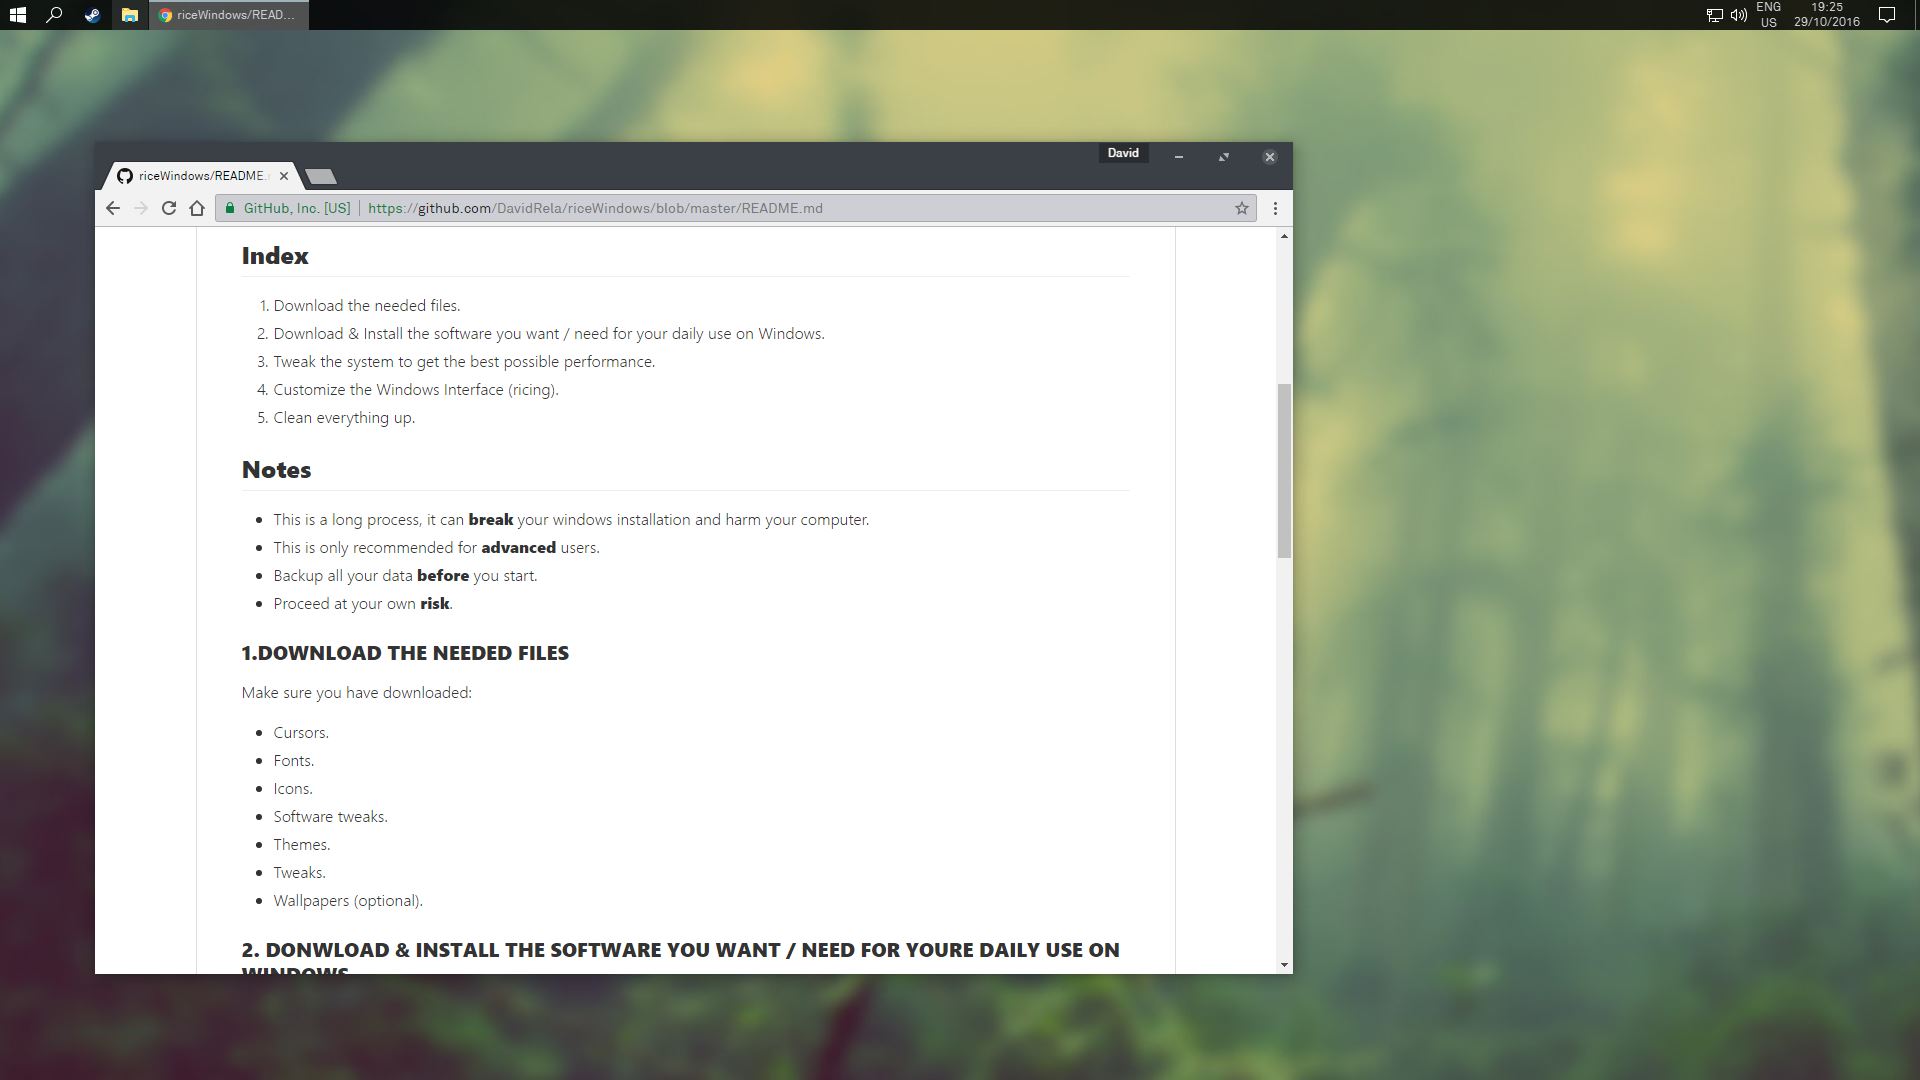 riceWindows/READ...
ENG
US
19:25
29/10/2016
David
riceWindows/README.
GitHub, Inc. [US]
https://github.com/DavidRela/riceWindows/blob/master/README.md
Index
1. Download the needed files.
2. Download & Install the software you want / need for your daily use on Windows.
3. Tweak the system to get the best possible performance.
4. Customize the Windows Interface (ricing).
5. Clean everything up.
Notes
• This is a long process, it can break your windows installation and harm your computer.
• This is only recommended for advanced users.
• Backup all your data before you start.
• Proceed at your own risk.
1.DOWNLOAD THE NEEDED FILES
Make sure you have downloaded:
• Cursors.
• Fonts.
• Icons.
• Software tweaks.
• Themes.
• Tweaks.
• Wallpapers (optional).
2. DONWLOAD & INSTALL THE SOFTWARE YOU WANT / NEED FOR YOURE DAILY USE ON
WINDOWS